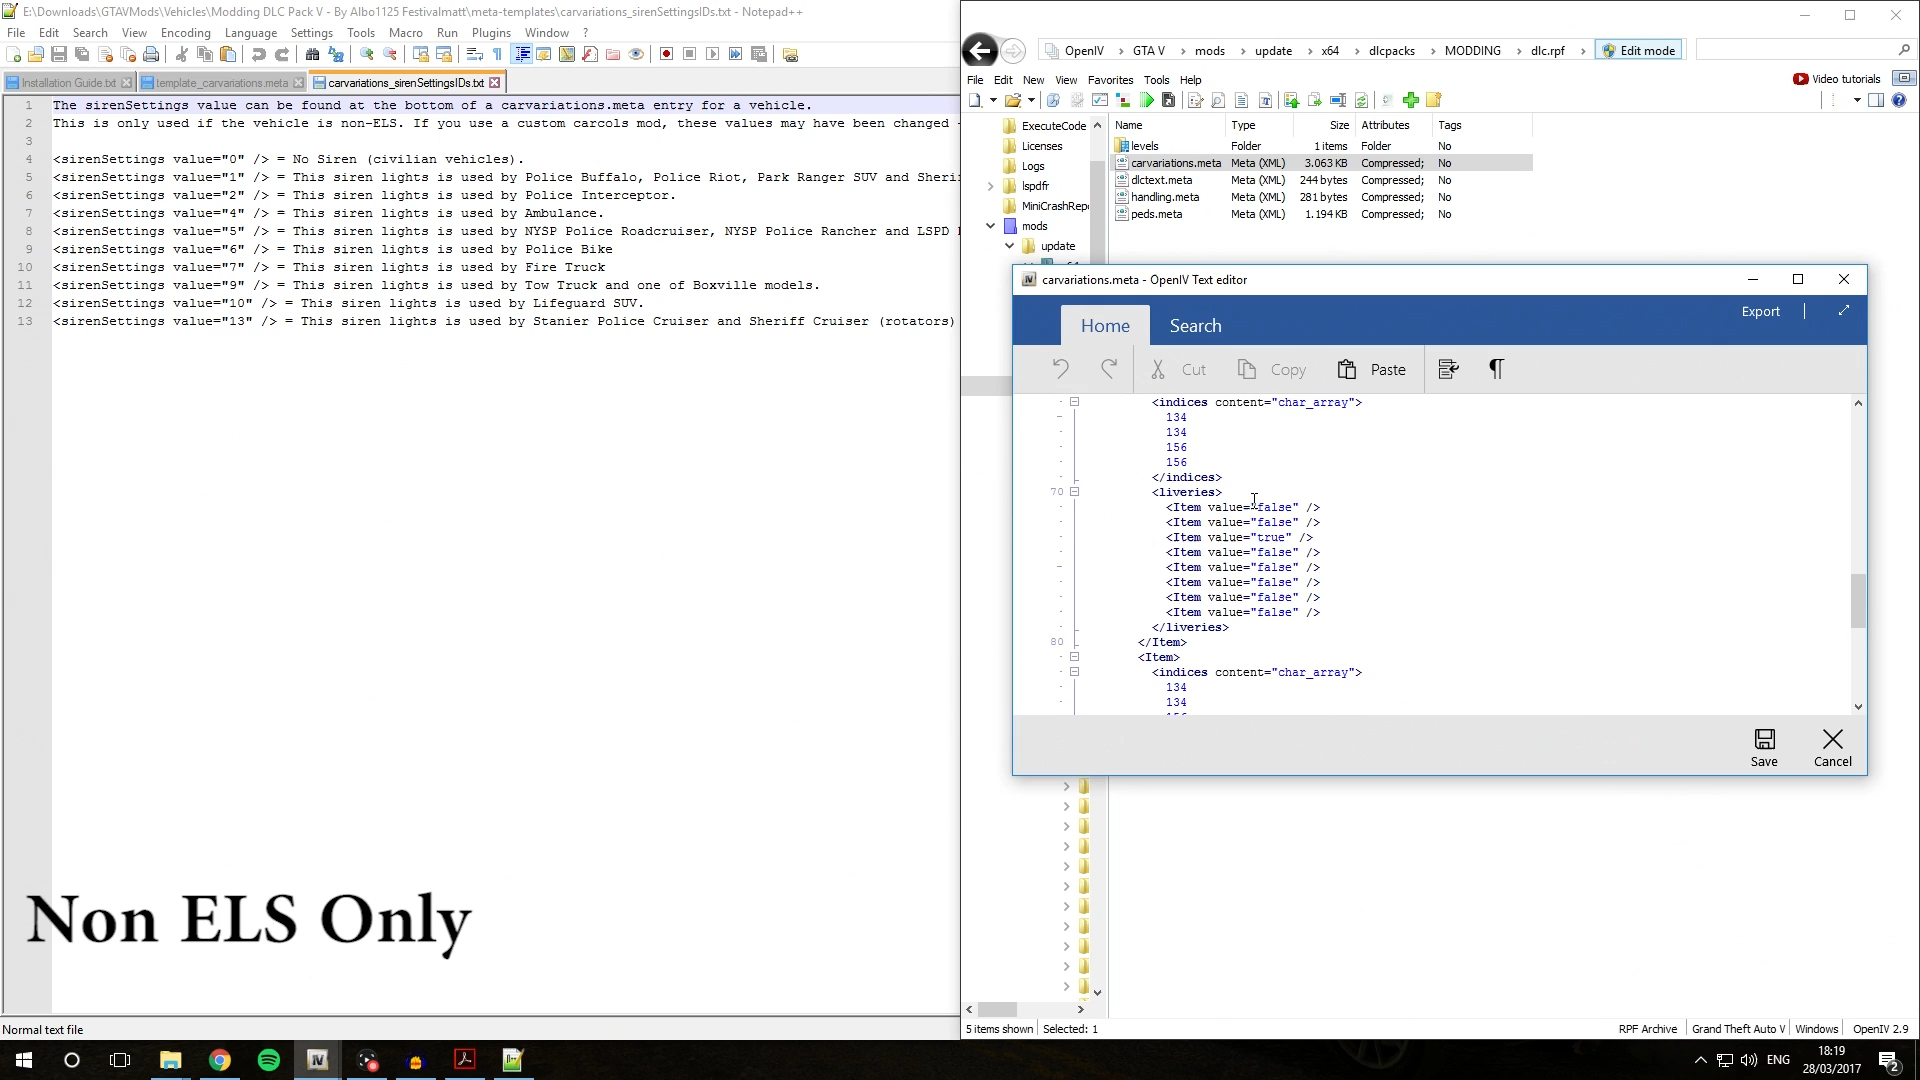 E:\Downloads\GTAVMods\Vehicles\Modding DLC Pack V - By Albo1125 Festivalmatt\meta-templates\carvariations_sirenSettingsIDs.txt - Notepad++
File Edit Search View Encoding Language Settings Tools Macro Run Plugins Window ?
Installation Guide.txt template_carvariations.meta carvariations_sirenSettingsIDs.txt
1 The sirenSettings value can be found at the bottom of a carvariations.meta entry for a vehicle.
2 This is only used if the vehicle is non-ELS. If you use a custom carcols mod, these values may have been changed
3
4 <sirenSettings value="0" /> = No Siren (civilian vehicles).
5 <sirenSettings value="1" /> = This siren lights is used by Police Buffalo, Police Riot, Park Ranger SUV and Sheri
6 <sirenSettings value="2" /> = This siren lights is used by Police Interceptor.
7 <sirenSettings value="4" /> = This siren lights is used by Ambulance.
8 <sirenSettings value="5" /> = This siren lights is used by NYSP Police Roadcruiser, NYSP Police Rancher and LSPD
9 <sirenSettings value="6" /> = This siren lights is used by Police Bike
10 <sirenSettings value="7" /> = This siren lights is used by Fire Truck
11 <sirenSettings value="9" /> = This siren lights is used by Tow Truck and one of Boxville models.
12 <sirenSettings value="10" /> = This siren lights is used by Lifeguard SUV.
13 <sirenSettings value="13" /> = This siren lights is used by Stanier Police Cruiser and Sheriff Cruiser (rotators)
Non ELS Only
Normal text file
OpenIV > GTA V > mods > update > x64 > dlcpacks > MODDING > dlc.rpf > Edit mode
File Edit New View Favorites Tools Help
Video tutorials
ExecuteCode
Licenses
Logs
lspdfr
MiniCrashRepo
mods
update
Name Type Size Attributes Tags
levels Folder 1 items Folder No
carvariations.meta Meta (XML) 3.063 KB Compressed; No
dlctext.meta Meta (XML) 244 bytes Compressed; No
handling.meta Meta (XML) 281 bytes Compressed; No
peds.meta Meta (XML) 1.194 KB Compressed; No
carvariations.meta - OpenIV Text editor
Home Search Export
Cut Copy Paste
<indices content="char_array">
134
134
156
156
</indices>
70 <liveries>
<Item value="false" />
<Item value="false" />
<Item value="true" />
<Item value="false" />
<Item value="false" />
<Item value="false" />
<Item value="false" />
<Item value="false" />
</liveries>
80 </Item>
<Item>
<indices content="char_array">
134
134
Save Cancel
5 items shown Selected: 1
RPF Archive Grand Theft Auto V Windows OpenIV 2.9
ENG
18:19
28/03/2017
2